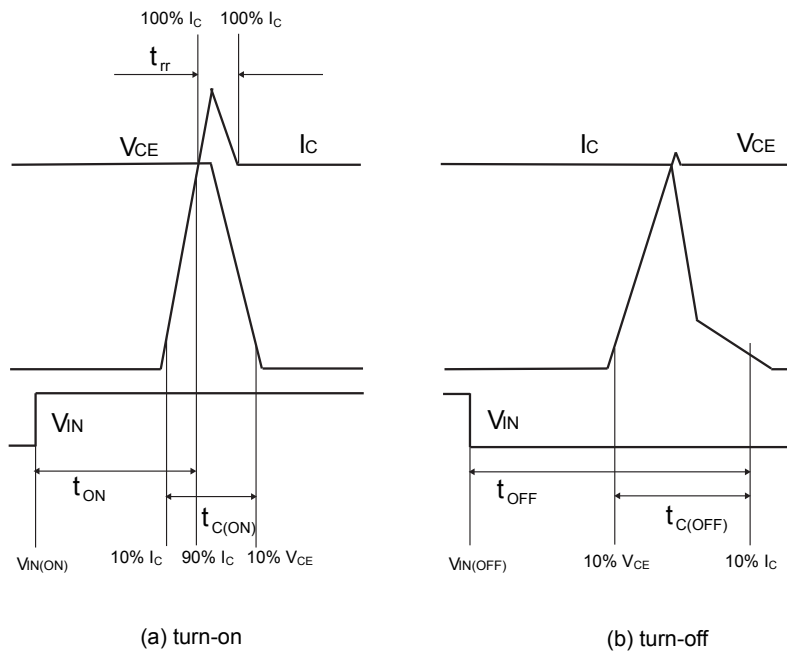 100% IC 100% IC
trr
VCE IC
VIN
tON
tC(ON)
VIN(ON) 10% IC 90% IC 10% VCE
(a) turn-on
IC VCE
VIN
tOFF
tC(OFF)
VIN(OFF) 10% VCE 10% IC
(b) turn-off